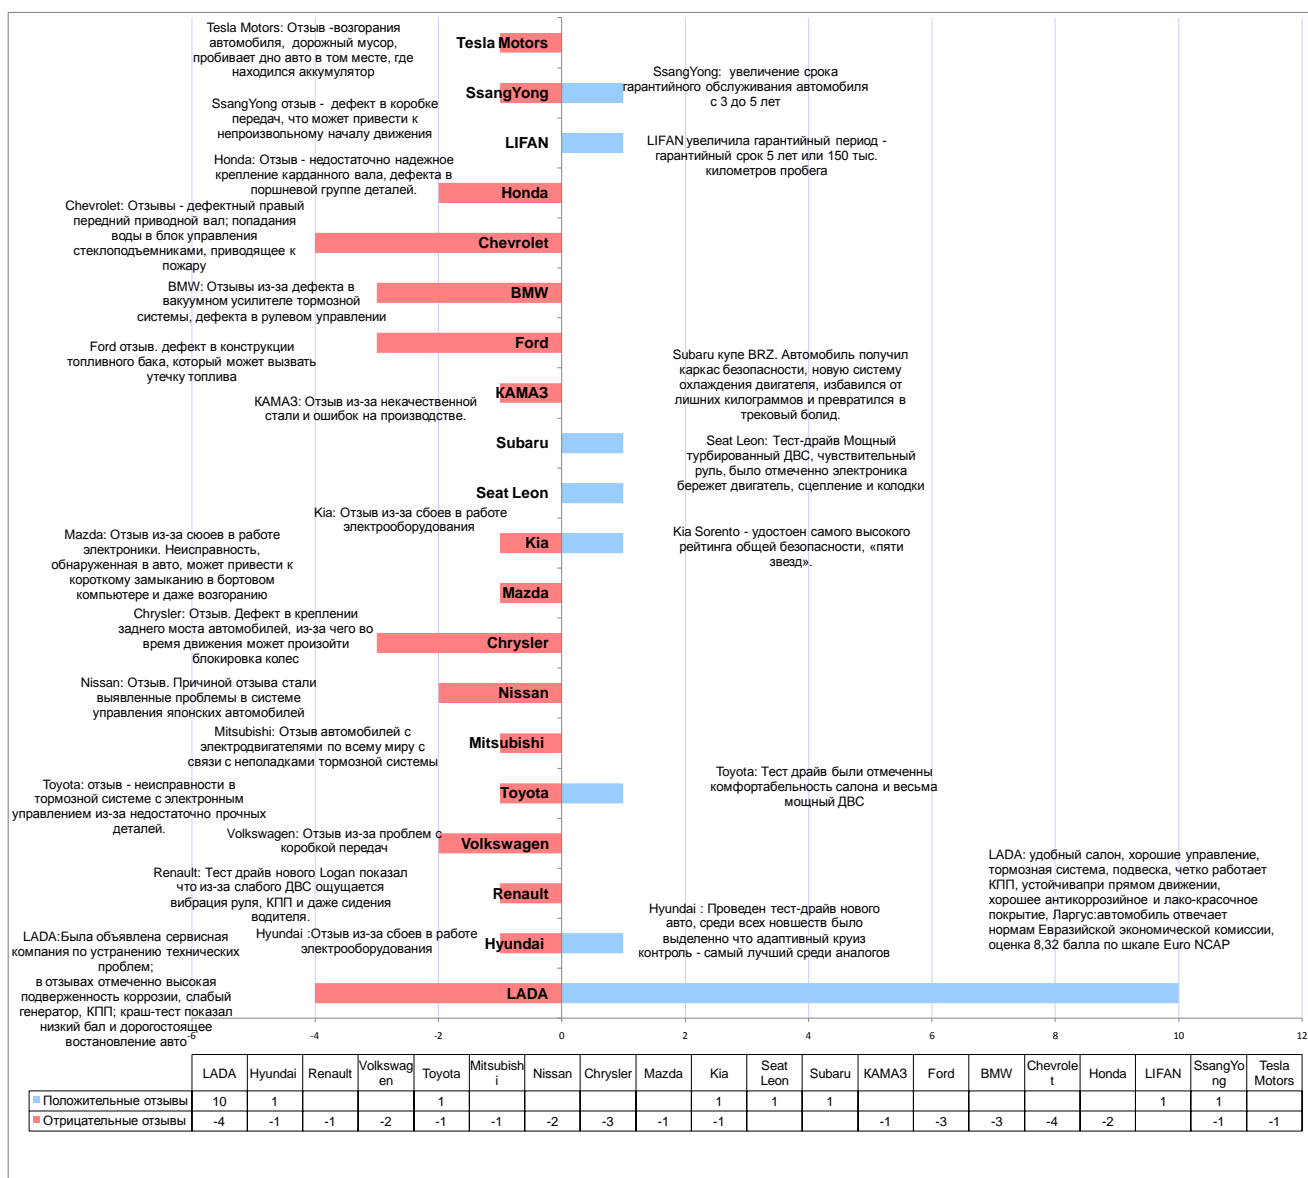 Tesla Motors: Отзыв -возгорания
автомобиля, дорожный мусор,
пробивает дно авто в том месте, где
находился аккумулятор
Tesla Motors
SsangYong: увеличение срока
гарантийного обслуживания автомобиля
с 3 до 5 лет
SsangYong
SsangYong отзыв - дефект в коробке
передач, что может привести к
непроизвольному началу движения
LIFAN
LIFAN увеличила гарантийный период -
гарантийный срок 5 лет или 150 тыс.
километров пробега
Honda: Отзыв - недостаточно надежное
крепление карданного вала, дефекта в
поршневой группе деталей.
Honda
Chevrolet: Отзывы - дефектный правый
передний приводной вал; попадания
воды в блок управления
стеклоподъемниками, приводящее к
пожару
Chevrolet
BMW: Отзывы из-за дефекта в
вакуумном усилителе тормозной
системы, дефекта в рулевом управлении
BMW
Ford отзыв. дефект в конструкции
топливного бака, который может вызвать
утечку топлива
Ford
Subaru купе BRZ. Автомобиль получил
каркас безопасности, новую систему
охлаждения двигателя, избавился от
лишних килограммов и превратился в
трековый болид.
КАМАЗ: Отзыв из-за некачественной
стали и ошибок на производстве.
КАМАЗ
Subaru
Seat Leon: Тест-драйв Мощный
турбированный ДВС, чувствительный
руль, было отмеченно электроника
бережет двигатель, сцепление и колодки
Seat Leon
Kia: Отзыв из-за сбоев в работе
электрооборудования
Kia
Kia Sorento - удостоен самого высокого
рейтинга общей безопасности, «пяти
звезд».
Mazda: Отзыв из-за сюоев в работе
электроники. Неисправность,
обнаруженная в авто, может привести к
короткому замыканию в бортовом
компьютере и даже возгоранию
Mazda
Chrysler: Отзыв. Дефект в креплении
заднего моста автомобилей, из-за чего во
время движения может произойти
блокировка колес
Chrysler
Nissan: Отзыв. Причиной отзыва стали
выявленные проблемы в системе
управления японских автомобилей
Nissan
Mitsubishi: Отзыв автомобилей с
электродвигателями по всему миру с
связи с неполадками тормозной системы
Mitsubishi
Toyota: отзыв - неисправности в
тормозной системе с электронным
управлением из-за недостаточно прочных
деталей.
Toyota
Toyota: Тест драйв были отмеченны
комфортабельность салона и весьма
мощный ДВС
Volkswagen: Отзыв из-за проблем с
коробкой передач
Volkswagen
Renault: Тест драйв нового Logan показал
что из-за слабого ДВС ощущается
вибрация руля, КПП и даже сидения
водителя.
Renault
LADA: удобный салон, хорошие управление,
тормозная система, подвеска, четко работает
КПП, устойчивапри прямом движении,
хорошее антикоррозийное и лако-красочное
покрытие, Ларгус:автомобиль отвечает
нормам Евразийской экономической комиссии,
оценка 8,32 балла по шкале Euro NCAP
Hyundai :Отзыв из-за сбоев в работе
электрооборудования
Hyundai
Hyundai : Проведен тест-драйв нового
авто, среди всех новшеств было
выделенно что адаптивный круиз
контроль - самый лучший среди аналогов
LADA:Была объявлена сервисная
компания по устранению технических
проблем;
в отзывах отмеченно высокая
подверженность коррозии, слабый
генератор, КПП; краш-тест показал
низкий бал и дорогостоящее
востановление авто
LADA
-6 -4 -2 0 2 4 6 8 10 12
LADA Hyundai Renault Volkswagen Toyota Mitsubishi Nissan Chrysler Mazda Kia Seat Leon Subaru КАМАЗ Ford BMW Chevrolet Honda LIFAN SsangYong Tesla Motors
Положительные отзывы 10 1 1 1 1 1 1 1
Отрицательные отзывы -4 -1 -1 -2 -1 -1 -2 -3 -1 -1 -1 -3 -3 -4 -2 -1 -1